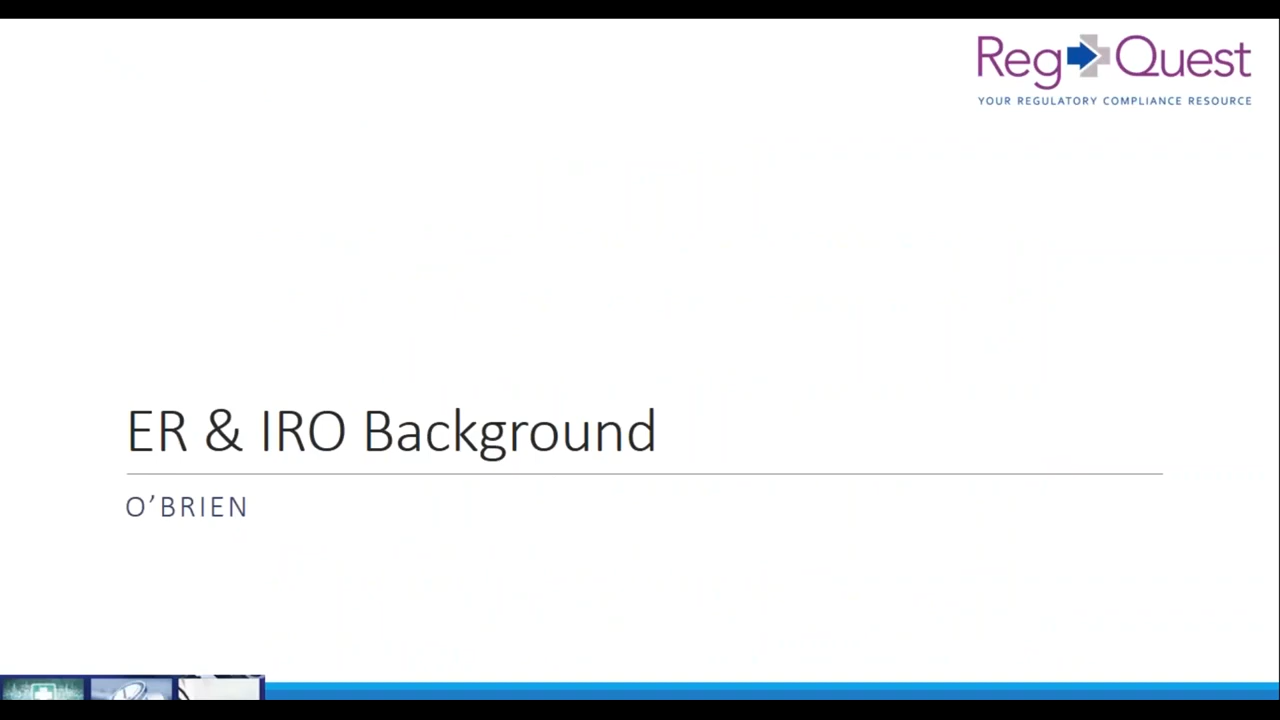 Reg Quest
YOUR REGULATORY COMPLIANCE RESOURCE
ER & IRO Background
O’BRIEN